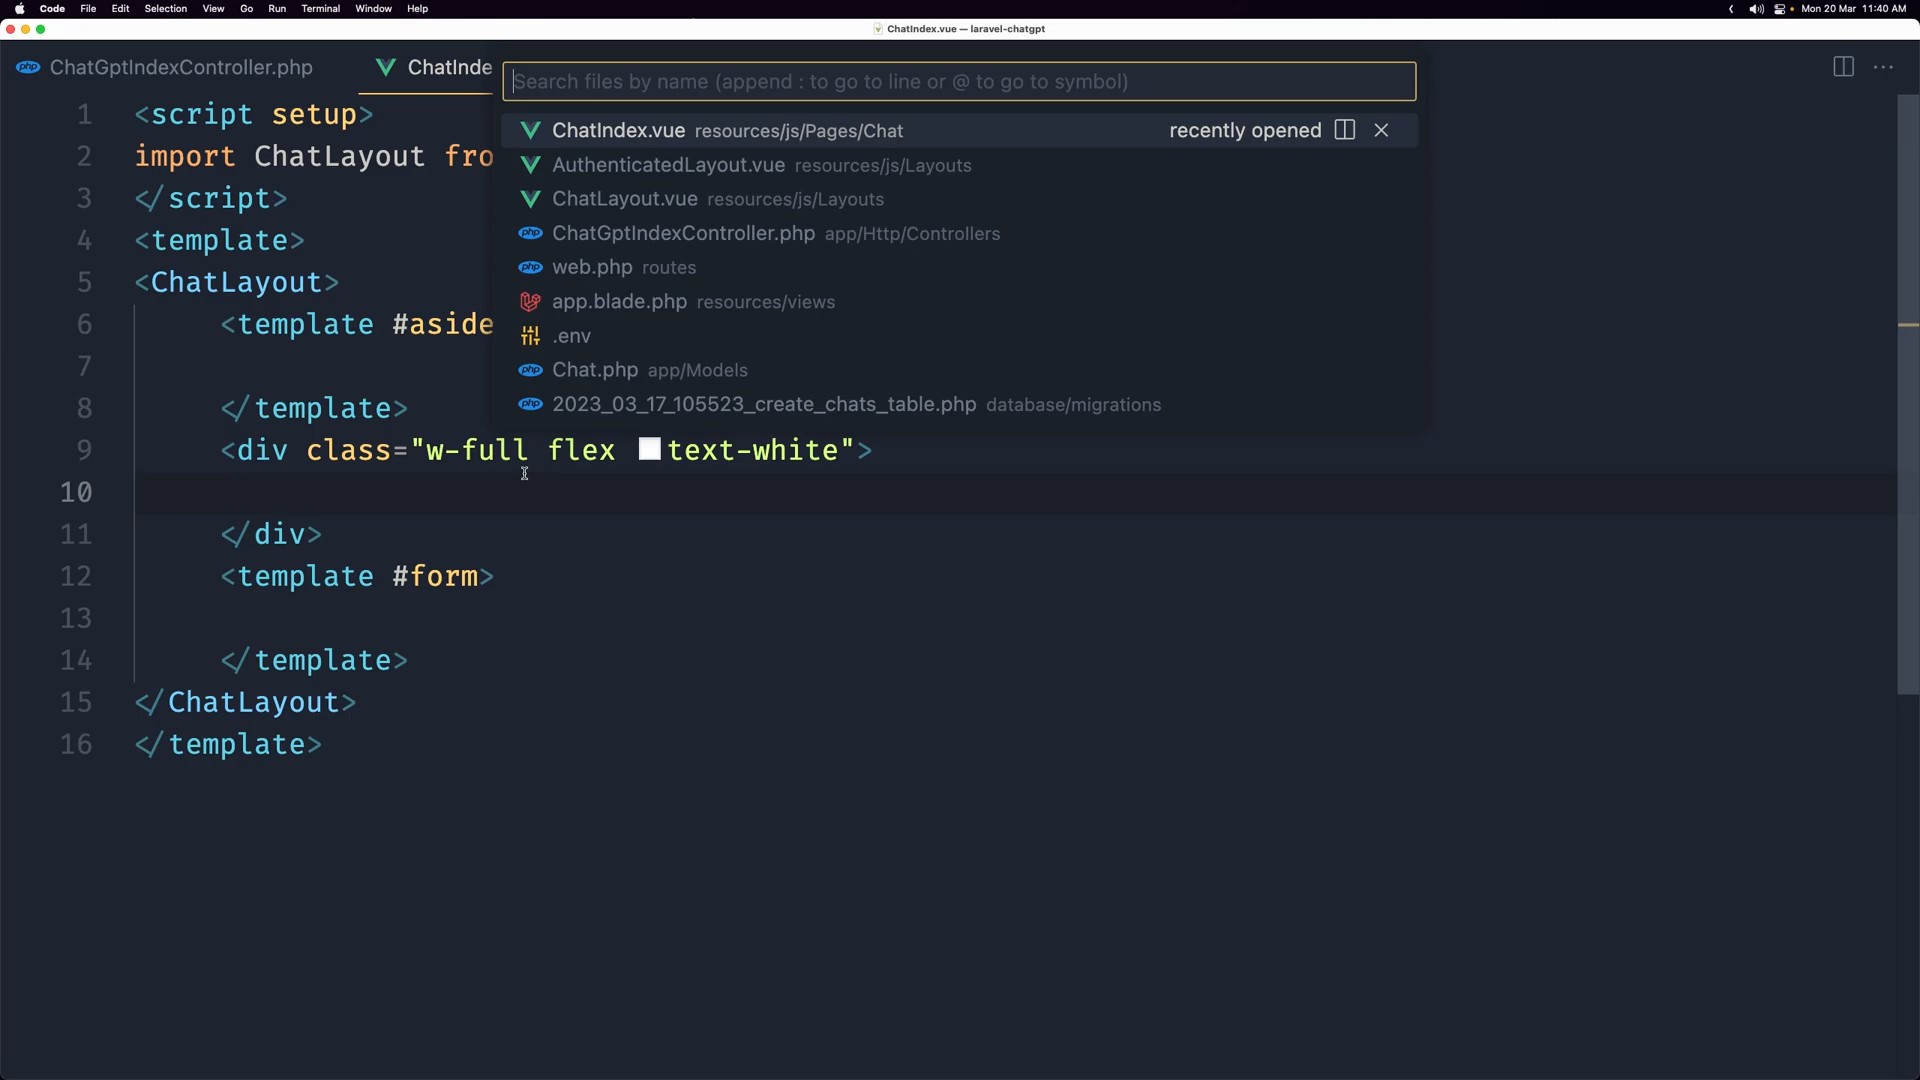 Code File Edit Selection View Go Run Terminal Window Help Mon 20 Mar 11:40 AM
ChatIndex.vue — laravel-chatgpt
php ChatGptIndexController.php ChatInde
Search files by name (append : to go to line or @ to go to symbol)
ChatIndex.vue resources/js/Pages/Chat recently opened
AuthenticatedLayout.vue resources/js/Layouts
ChatLayout.vue resources/js/Layouts
php ChatGptIndexController.php app/Http/Controllers
php web.php routes
app.blade.php resources/views
.env
php Chat.php app/Models
php 2023_03_17_105523_create_chats_table.php database/migrations
1 <script setup>
2 import ChatLayout fro
3 </script>
4 <template>
5 <ChatLayout>
6 <template #aside
7
8 </template>
9 <div class="w-full flex text-white">
10
11 </div>
12 <template #form>
13
14 </template>
15 </ChatLayout>
16 </template>